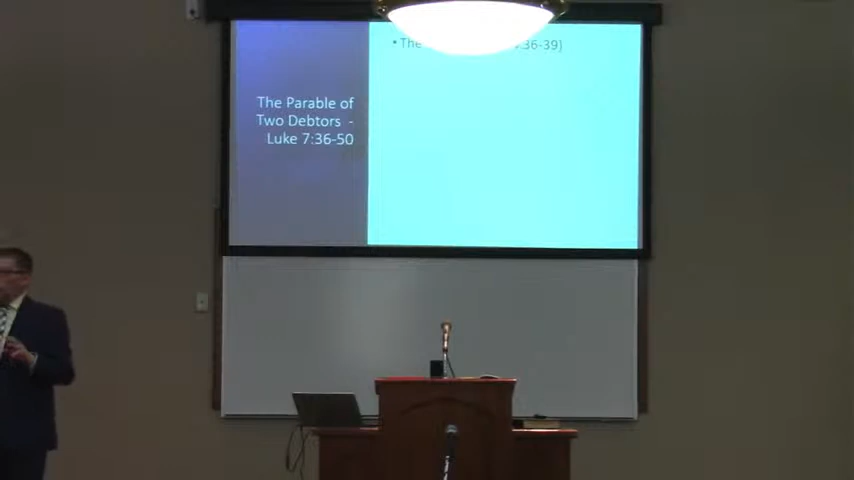 The Parable of
Two Debtors -
Luke 7:36-50
• The :36-39)